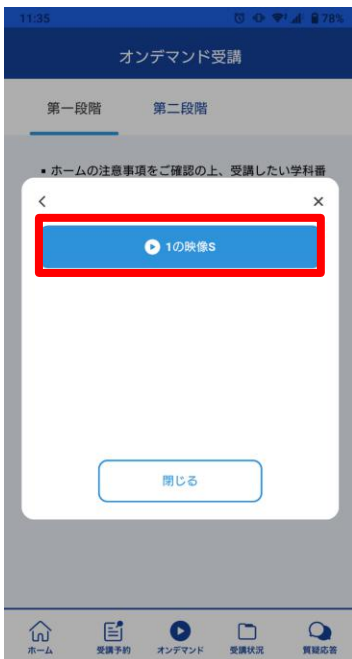 11:35 78%
オンデマンド受講
第一段階 第二段階
▪ ホームの注意事項をご確認の上、受講したい学科番
1の映像S
閉じる
ホーム 受講予約 オンデマンド 受講状況 質疑応答